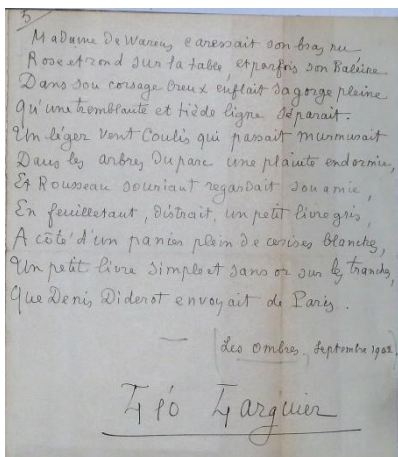 5
Madame de Warens caressait son bras nu
Rose et rond sur la table, et parfois son haleine
Dans son corsage creux enflait sa gorge pleine
Qu'une tremblante et tiède ligne séparait.
Un léger vent coulis qui passait murmurait
Dans les arbres du parc une plainte endormie,
Et Rousseau souriant regardait son amie,
En feuilletant, distrait, un petit livre gris,
A côté d'un panier plein de cerises blanches,
Un petit livre simple et sans or sur les tranches,
Que Denis Diderot envoyait de Paris.
(Les Ombres, Septembre 1902)
Léo Larguier